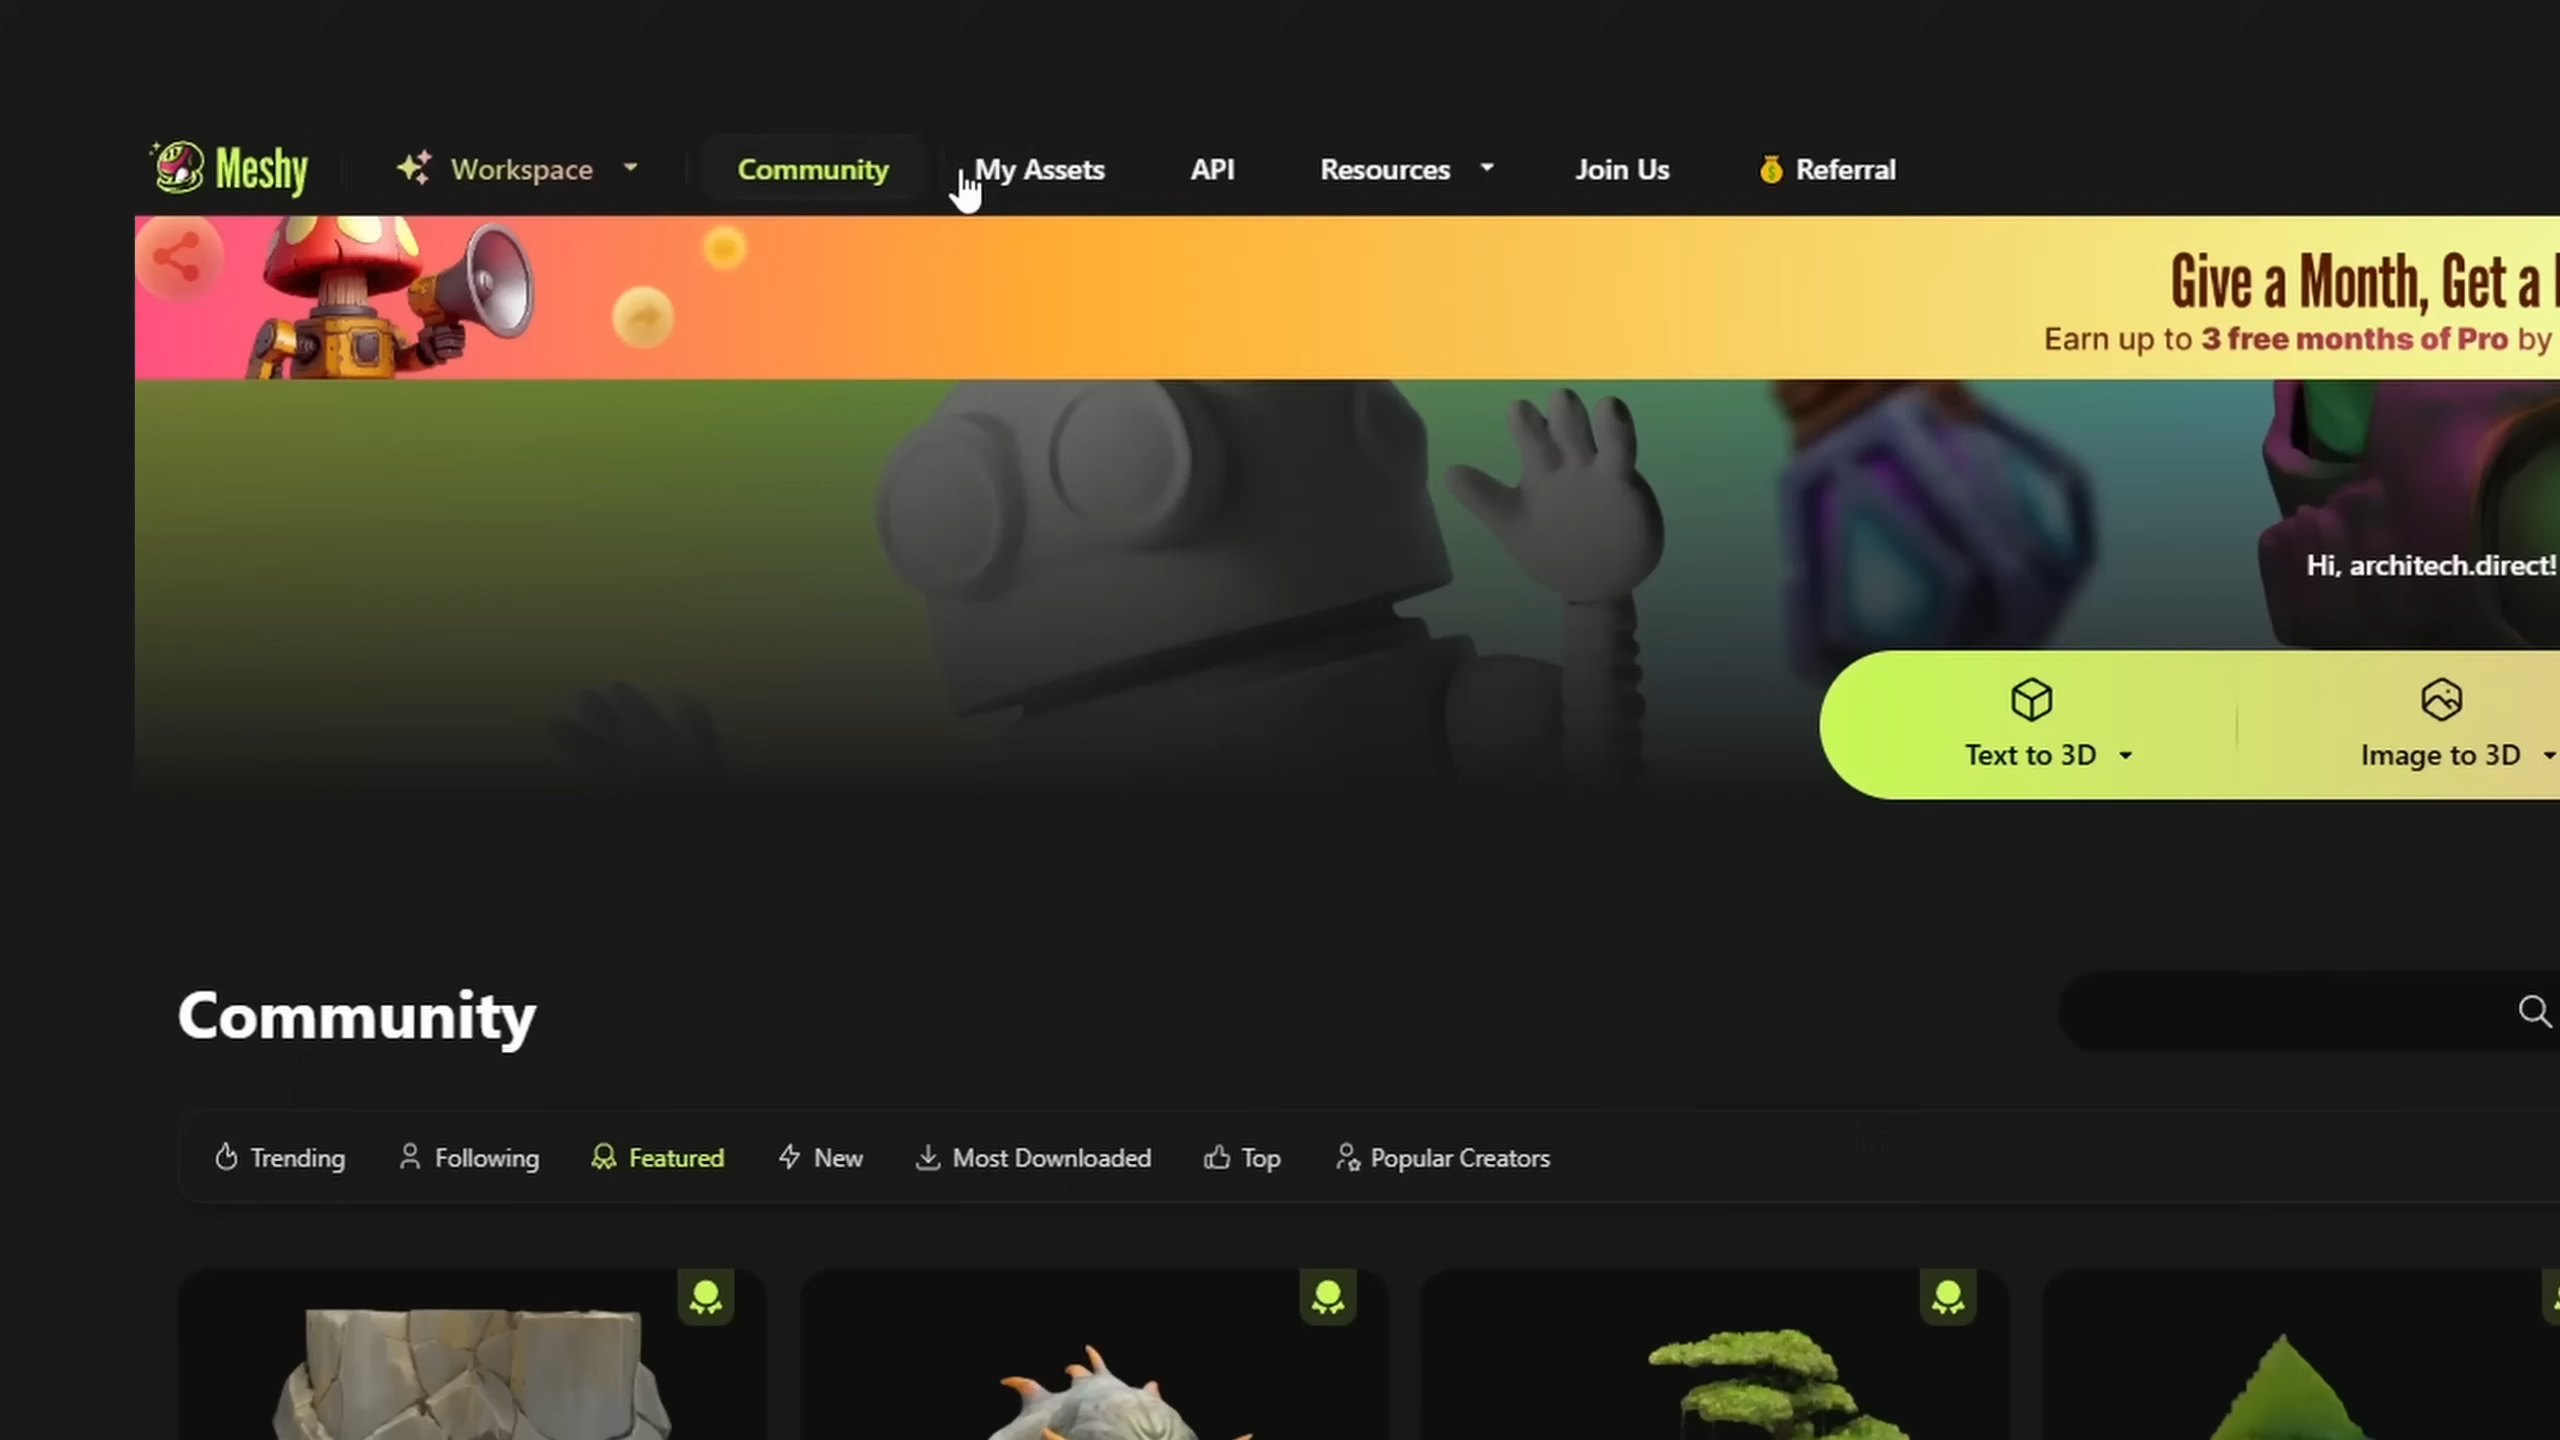 Meshy Workspace Community My Assets API Resources Join Us Referral
Give a Month, Get a
Earn up to 3 free months of Pro by
Hi, architech.direct!
Text to 3D Image to 3D
Community
Trending Following Featured New Most Downloaded Top Popular Creators